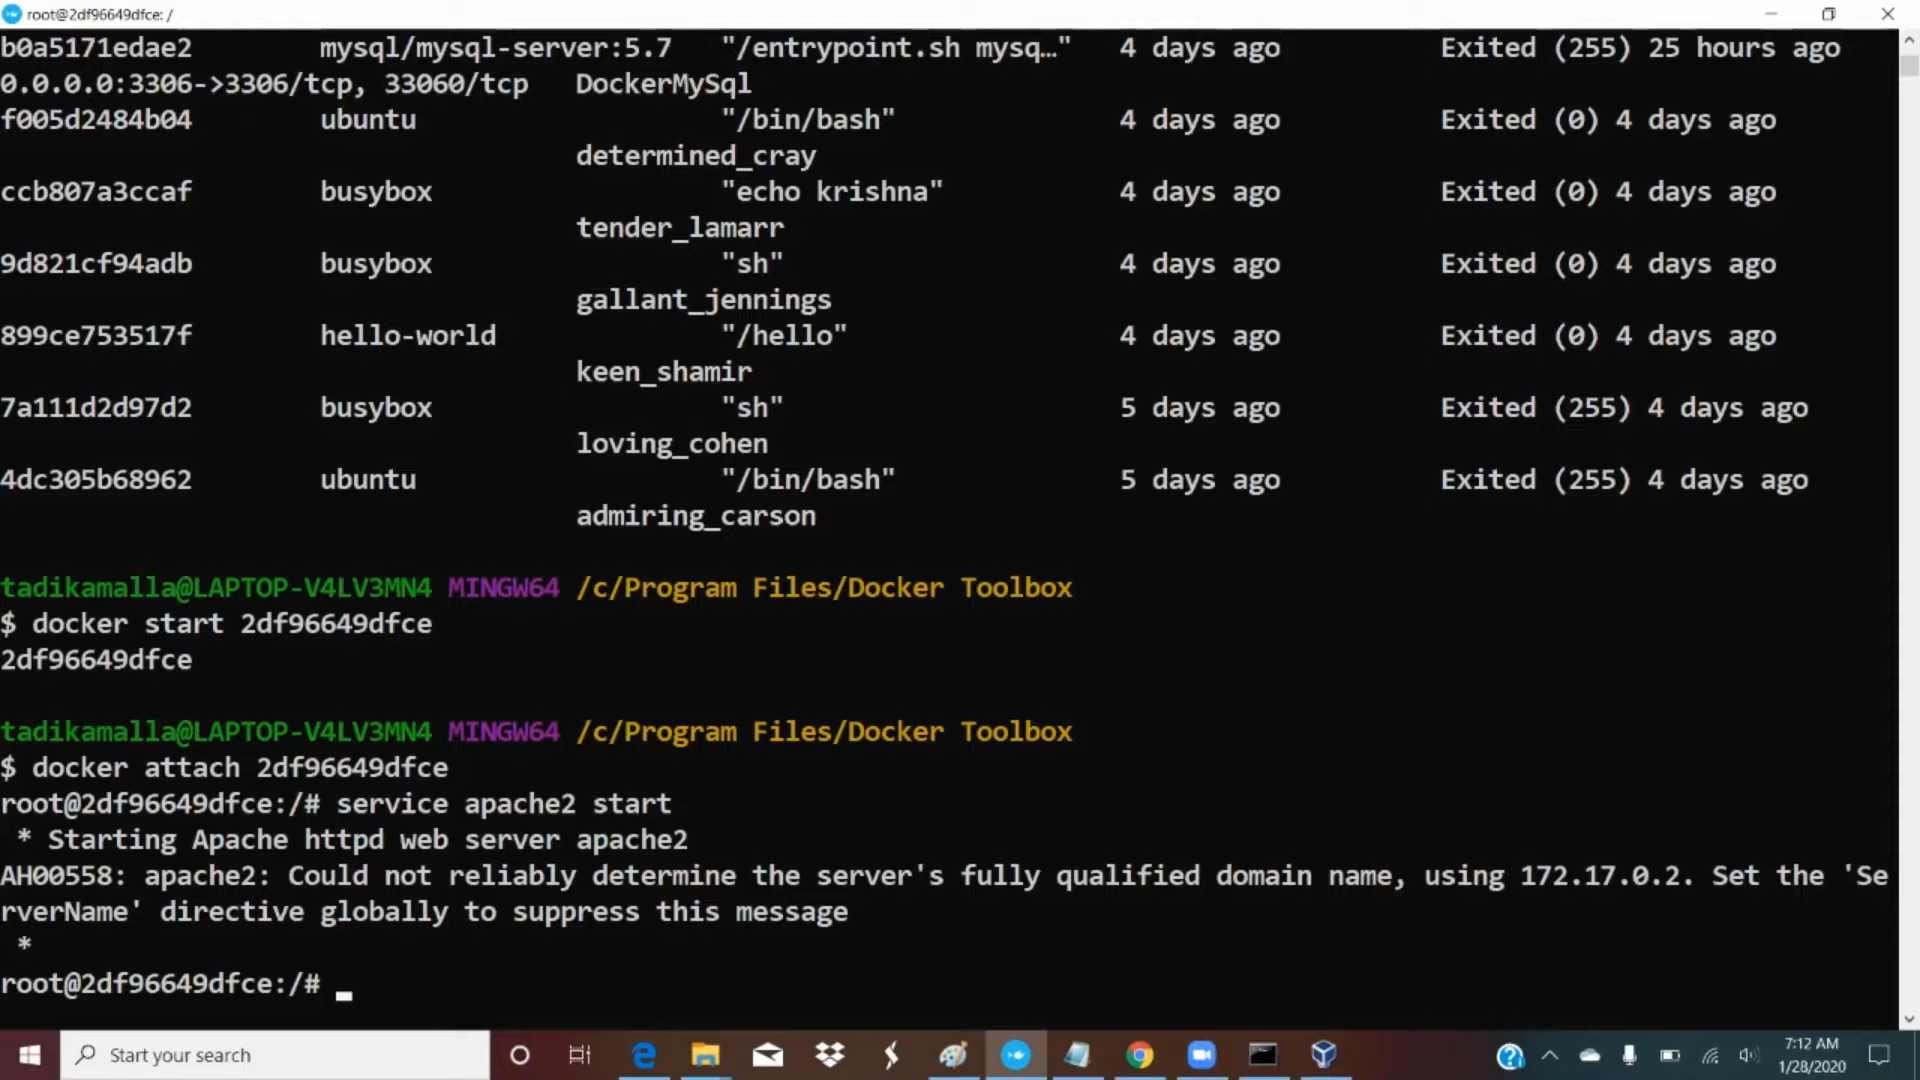 root@2df96649dfce: /
b0a5171edae2 mysql/mysql-server:5.7 "/entrypoint.sh mysq…" 4 days ago Exited (255) 25 hours ago
0.0.0.0:3306->3306/tcp, 33060/tcp DockerMySql
f005d2484b04 ubuntu "/bin/bash" 4 days ago Exited (0) 4 days ago
determined_cray
ccb807a3ccaf busybox "echo krishna" 4 days ago Exited (0) 4 days ago
tender_lamarr
9d821cf94adb busybox "sh" 4 days ago Exited (0) 4 days ago
gallant_jennings
899ce753517f hello-world "/hello" 4 days ago Exited (0) 4 days ago
keen_shamir
7a111d2d97d2 busybox "sh" 5 days ago Exited (255) 4 days ago
loving_cohen
4dc305b68962 ubuntu "/bin/bash" 5 days ago Exited (255) 4 days ago
admiring_carson
tadikamalla@LAPTOP-V4LV3MN4 MINGW64 /c/Program Files/Docker Toolbox
$ docker start 2df96649dfce
2df96649dfce
tadikamalla@LAPTOP-V4LV3MN4 MINGW64 /c/Program Files/Docker Toolbox
$ docker attach 2df96649dfce
root@2df96649dfce:/# service apache2 start
* Starting Apache httpd web server apache2
AH00558: apache2: Could not reliably determine the server's fully qualified domain name, using 172.17.0.2. Set the 'Se
rverName' directive globally to suppress this message
*
root@2df96649dfce:/#
Start your search
7:12 AM
1/28/2020